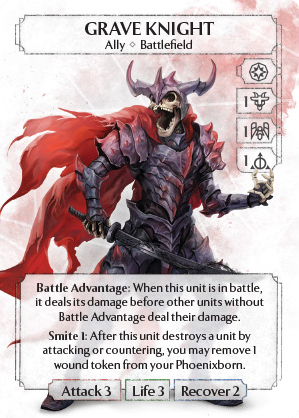 GRAVE KNIGHT
Ally ◇ Battlefield
1
1
1
Battle Advantage: When this unit is in battle,
it deals its damage before other units without
Battle Advantage deal their damage.
Smite 1: After this unit destroys a unit by
attacking or countering, you may remove 1
wound token from your Phoenixborn.
Attack 3 Life 3 Recover 2